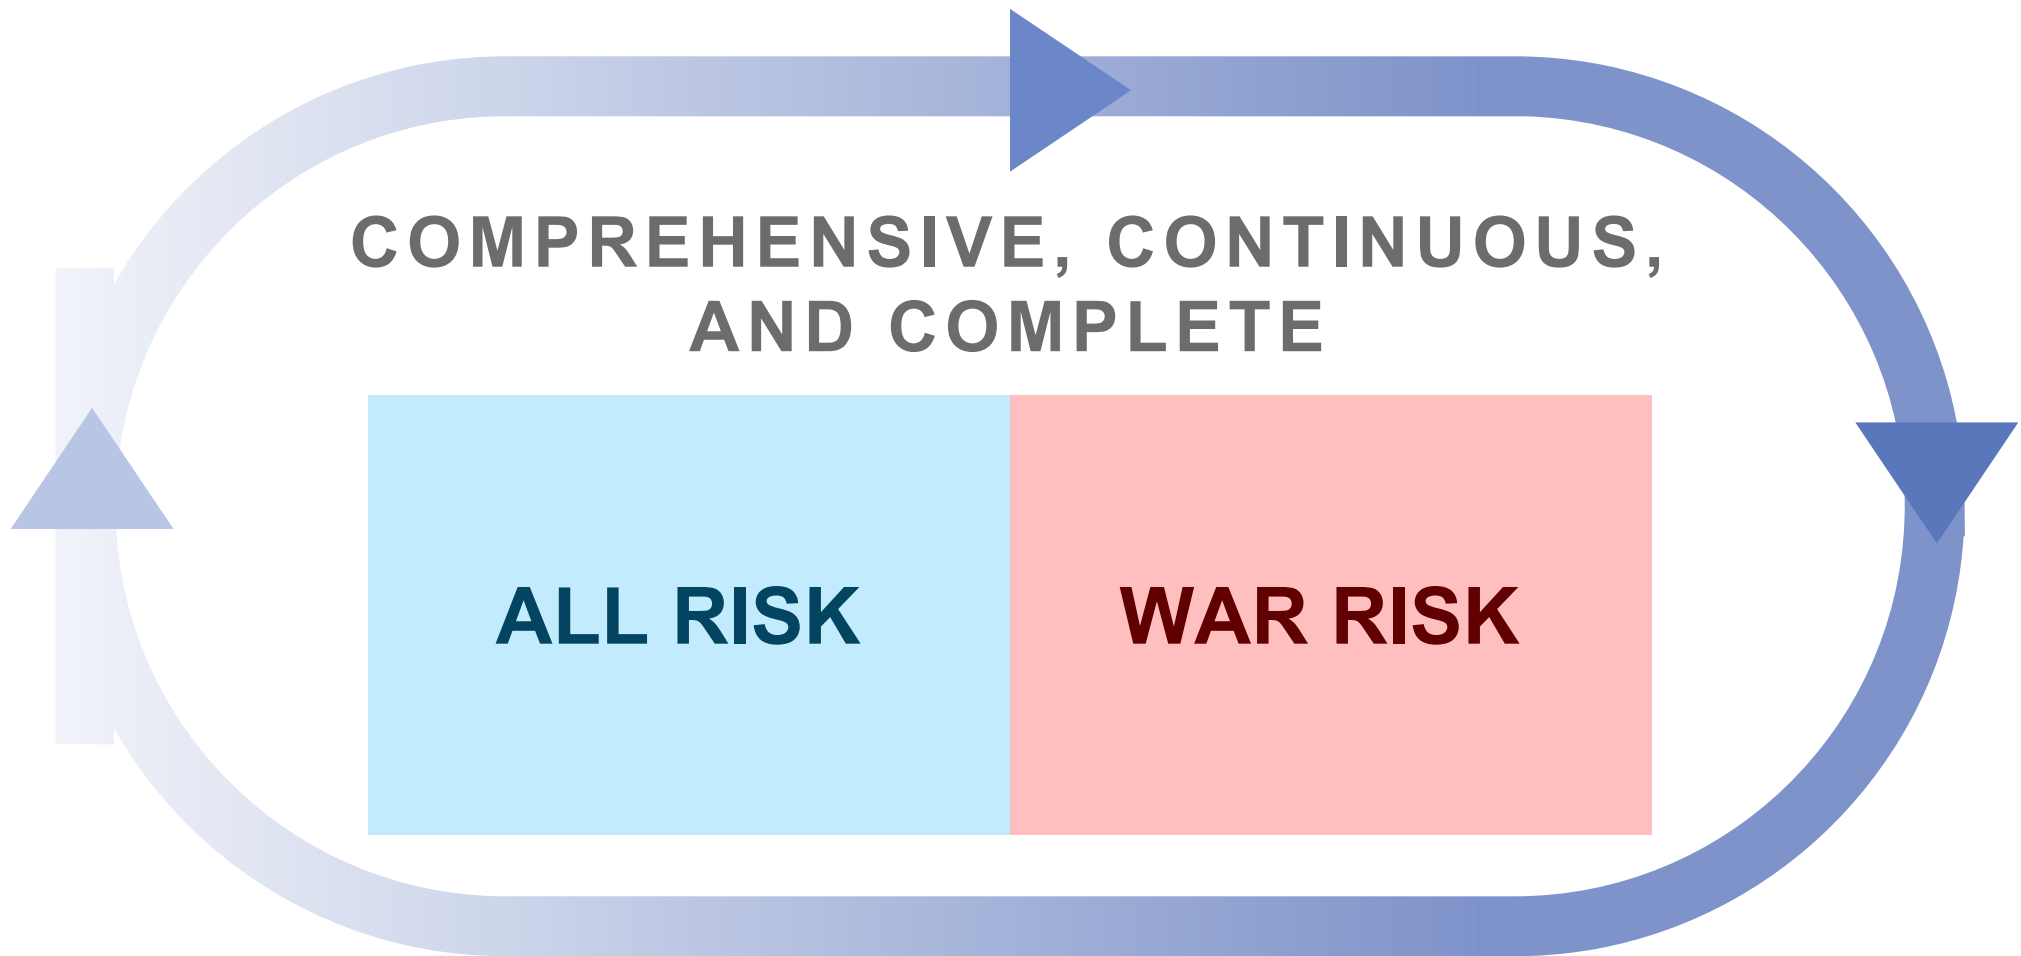 COMPREHENSIVE, CONTINUOUS,
AND COMPLETE
ALL RISK
WAR RISK